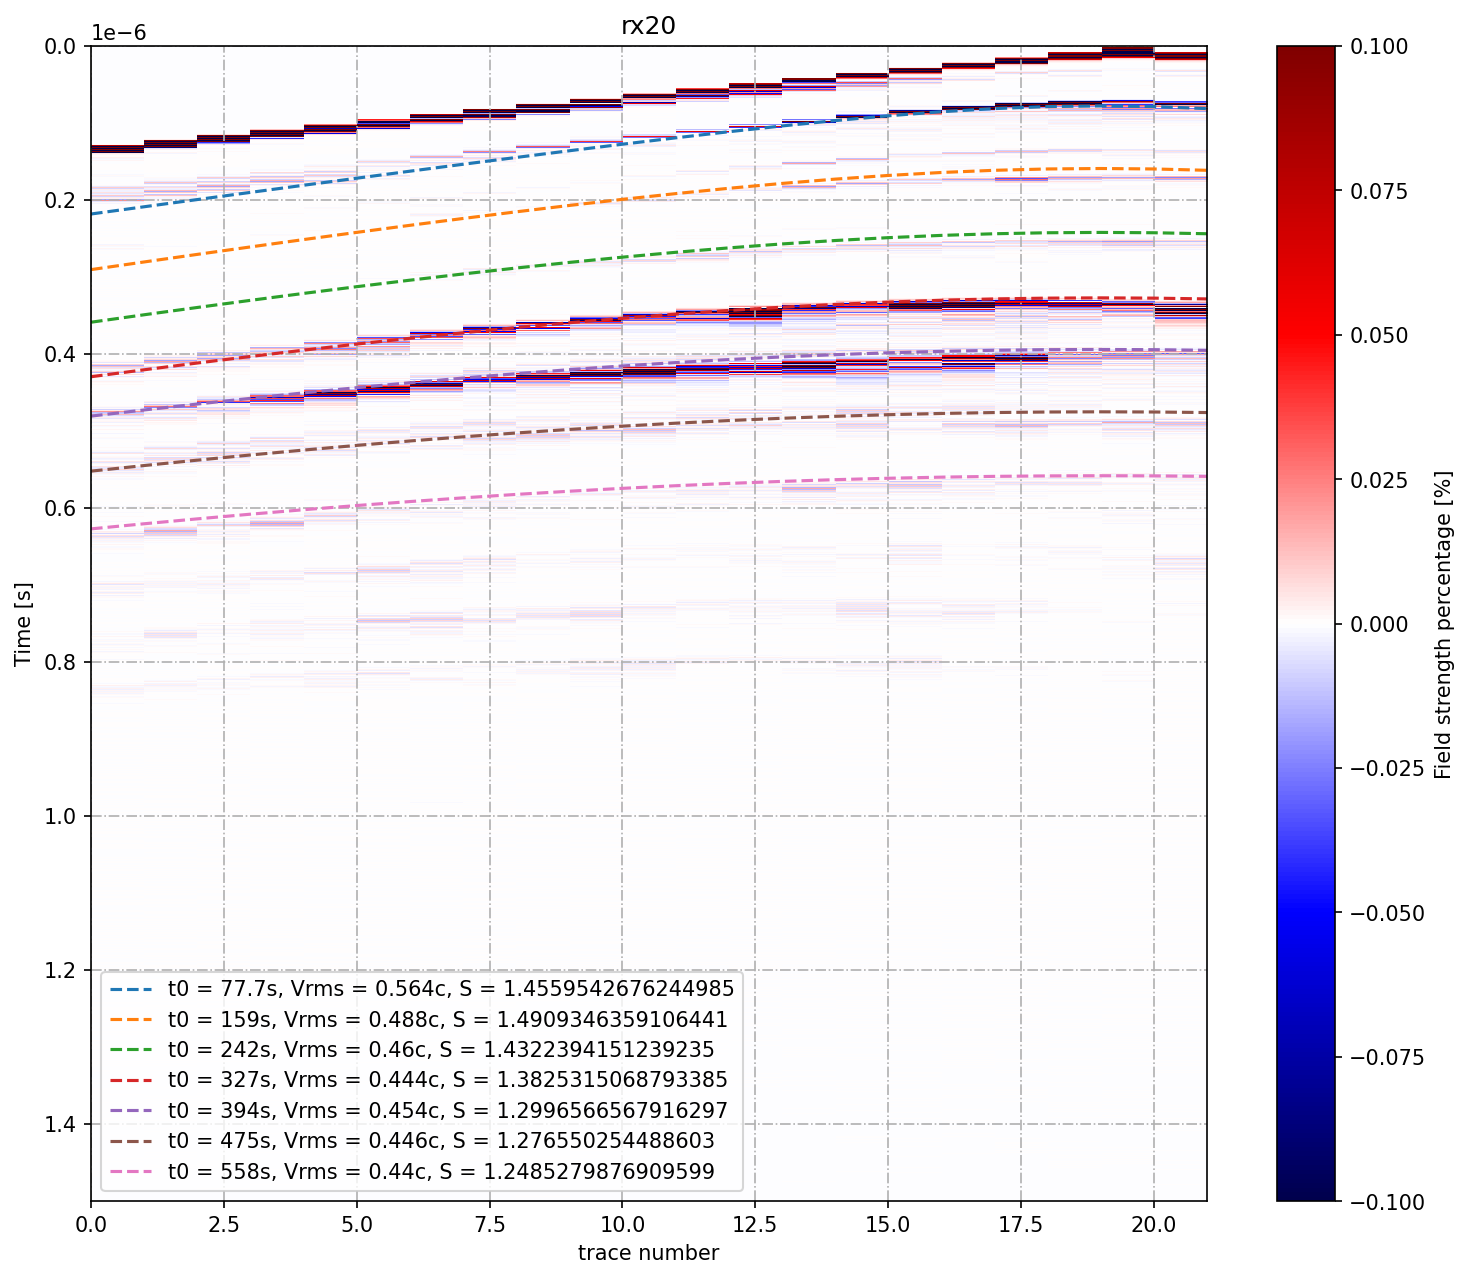 rx20
1e−6
0.0
0.2
0.4
0.6
0.8
1.0
1.2
1.4
Time [s]
t0 = 77.7s, Vrms = 0.564c, S = 1.4559542676244985
t0 = 159s, Vrms = 0.488c, S = 1.4909346359106441
t0 = 242s, Vrms = 0.46c, S = 1.4322394151239235
t0 = 327s, Vrms = 0.444c, S = 1.3825315068793385
t0 = 394s, Vrms = 0.454c, S = 1.2996566567916297
t0 = 475s, Vrms = 0.446c, S = 1.276550254488603
t0 = 558s, Vrms = 0.44c, S = 1.2485279876909599
0.0 2.5 5.0 7.5 10.0 12.5 15.0 17.5 20.0
trace number
0.100
0.075
0.050
0.025
0.000
−0.025
−0.050
−0.075
−0.100
Field strength percentage [%]